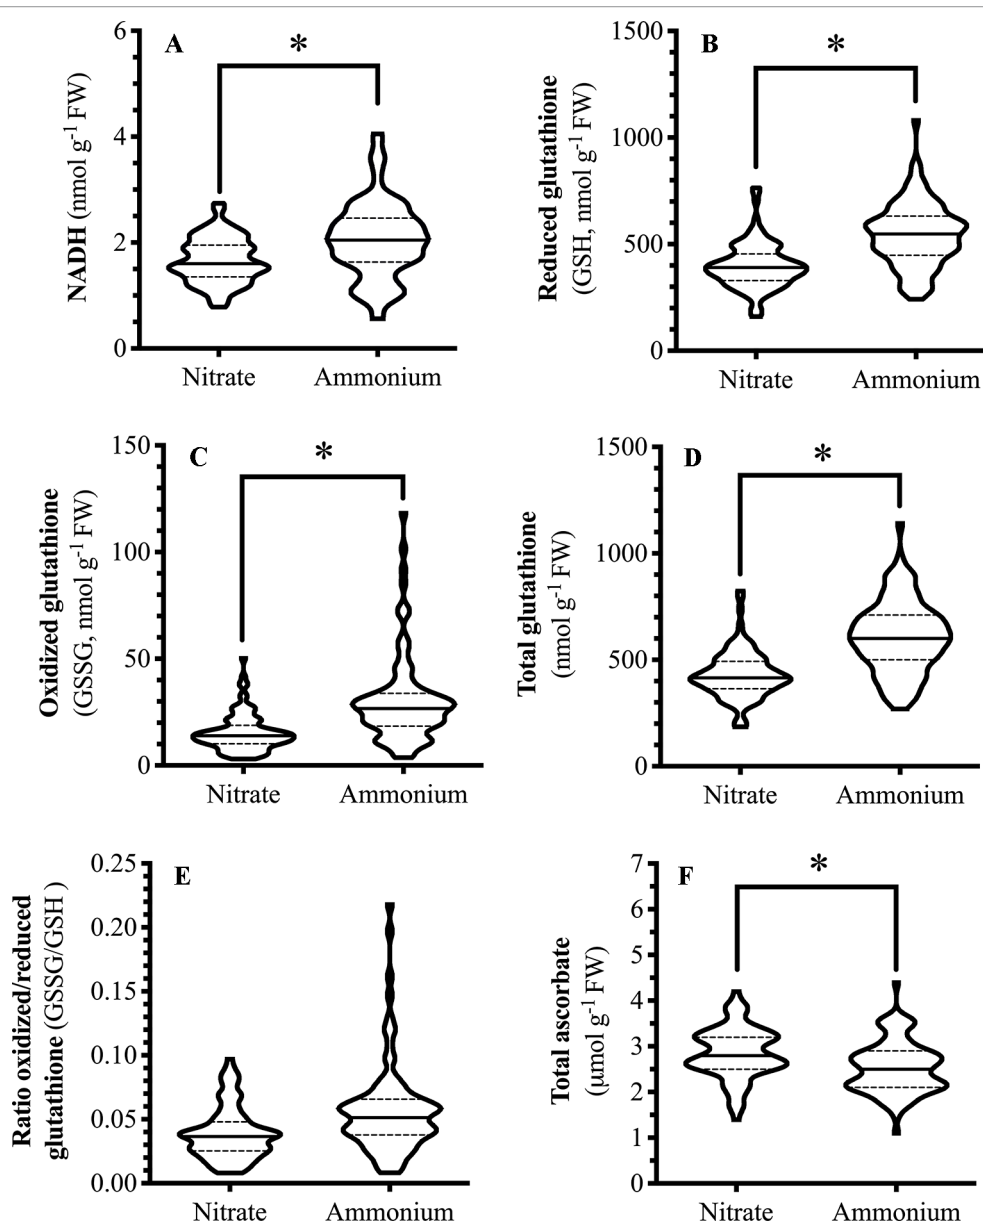 A
*
NADH (nmol g-1 FW)
6
4
2
0
Nitrate
Ammonium
B
*
Reduced glutathione
(GSH, nmol g-1 FW)
1500
1000
500
0
Nitrate
Ammonium
C
*
Oxidized glutathione
(GSSG, nmol g-1 FW)
150
100
50
0
Nitrate
Ammonium
D
*
Total glutathione
(nmol g-1 FW)
1500
1000
500
0
Nitrate
Ammonium
E
Ratio oxidized/reduced
glutathione (GSSG/GSH )
0.25
0.20
0.15
0.10
0.05
0.00
Nitrate
Ammonium
F
*
Total ascorbate
(µmol g-1 FW)
7
6
5
4
3
2
1
0
Nitrate
Ammonium